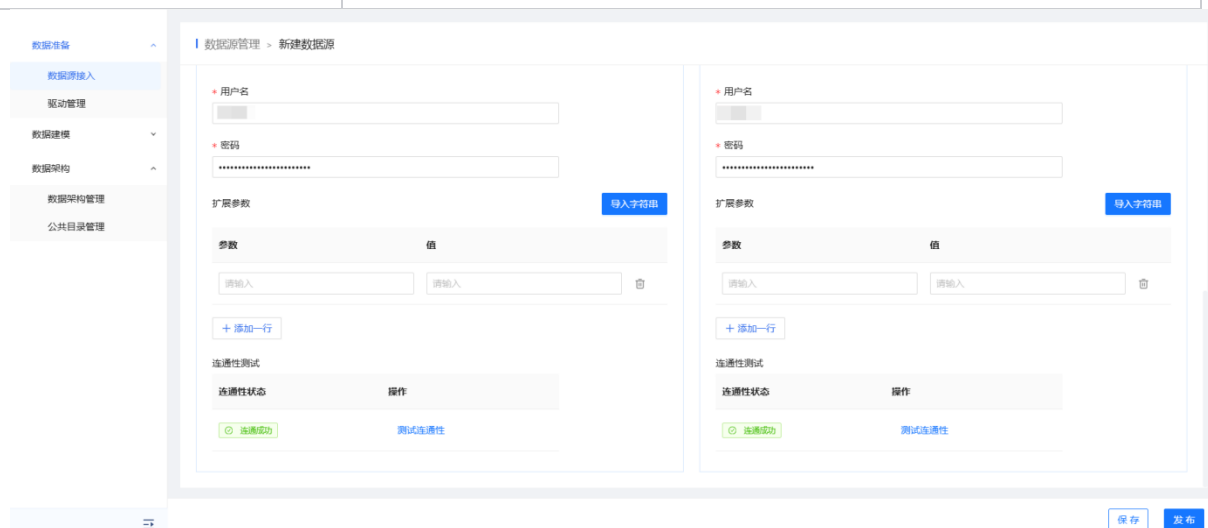 数据准备
数据源接入
驱动管理
数据建模
数据架构
数据架构管理
公共目录管理
数据源管理 > 新建数据源
* 用户名
* 密码
••••••••••••••••••••••••
扩展参数 导入字符串
参数 值
请输入 请输入
+ 添加一行
连通性测试
连通性状态 操作
连通成功 测试连通性
* 用户名
* 密码
••••••••••••••••••••••••
扩展参数 导入字符串
参数 值
请输入 请输入
+ 添加一行
连通性测试
连通性状态 操作
连通成功 测试连通性
保存 发布